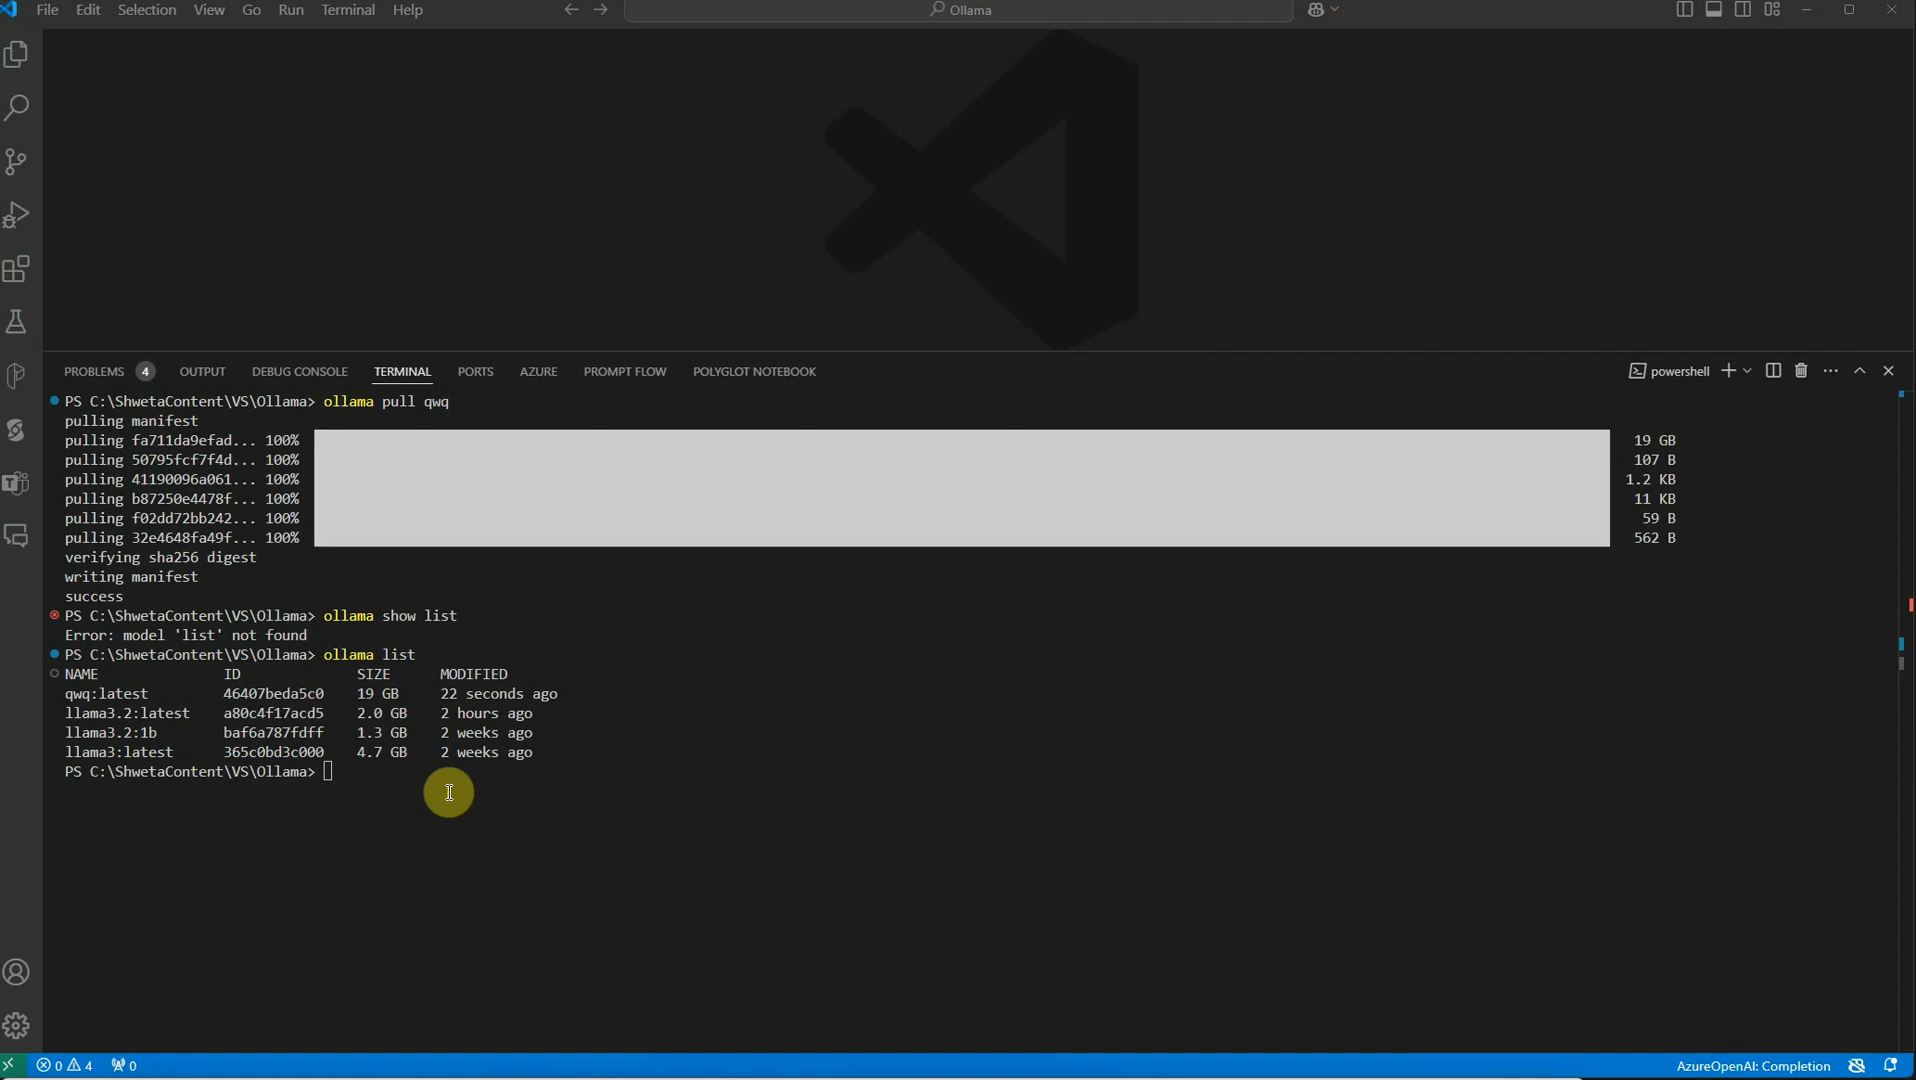 File Edit Selection View Go Run Terminal Help
Ollama
PROBLEMS 4 OUTPUT DEBUG CONSOLE TERMINAL PORTS AZURE PROMPT FLOW POLYGLOT NOTEBOOK
powershell
PS C:\ShwetaContent\VS\Ollama> ollama pull qwq
pulling manifest
pulling fa711da9efad... 100% 19 GB
pulling 50795fcf7f4d... 100% 107 B
pulling 41190096a061... 100% 1.2 KB
pulling b87250e4478f... 100% 11 KB
pulling f02dd72bb242... 100% 59 B
pulling 32e4648fa49f... 100% 562 B
verifying sha256 digest
writing manifest
success
PS C:\ShwetaContent\VS\Ollama> ollama show list
Error: model 'list' not found
PS C:\ShwetaContent\VS\Ollama> ollama list
NAME ID SIZE MODIFIED
qwq:latest 46407beda5c0 19 GB 22 seconds ago
llama3.2:latest a80c4f17acd5 2.0 GB 2 hours ago
llama3.2:1b baf6a787fdff 1.3 GB 2 weeks ago
llama3:latest 365c0bd3c000 4.7 GB 2 weeks ago
PS C:\ShwetaContent\VS\Ollama>
0 4 0 AzureOpenAI: Completion